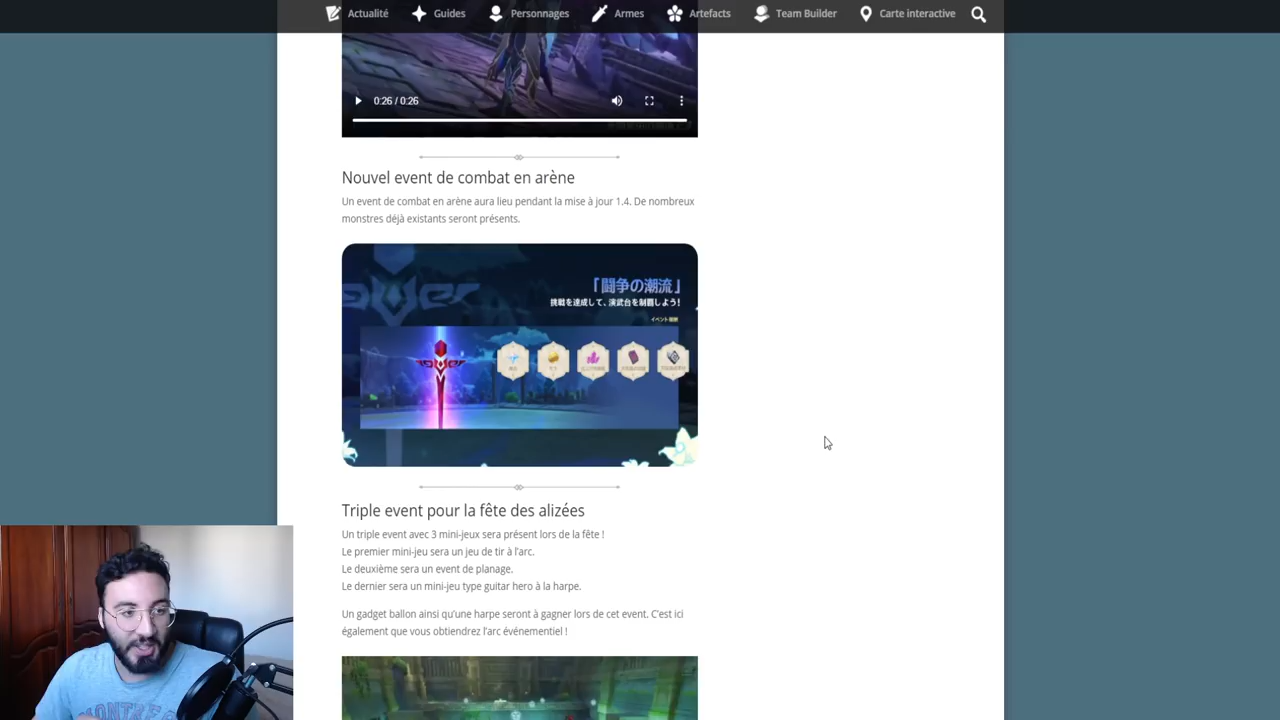 Actualité Guides Personnages Armes Artefacts Team Builder Carte interactive
0:26 / 0:26
Nouvel event de combat en arène
Un event de combat en arène aura lieu pendant la mise à jour 1.4. De nombreux
monstres déjà existants seront présents.
「闘争の潮流」
挑戦を達成して、演武台を制覇しよう！
イベント報酬
Triple event pour la fête des alizées
Un triple event avec 3 mini-jeux sera présent lors de la fête !
Le premier mini-jeu sera un jeu de tir à l'arc.
Le deuxième sera un event de planage.
Le dernier sera un mini-jeu type guitar hero à la harpe.
Un gadget ballon ainsi qu'une harpe seront à gagner lors de cet event. C'est ici
également que vous obtiendrez l'arc événementiel !